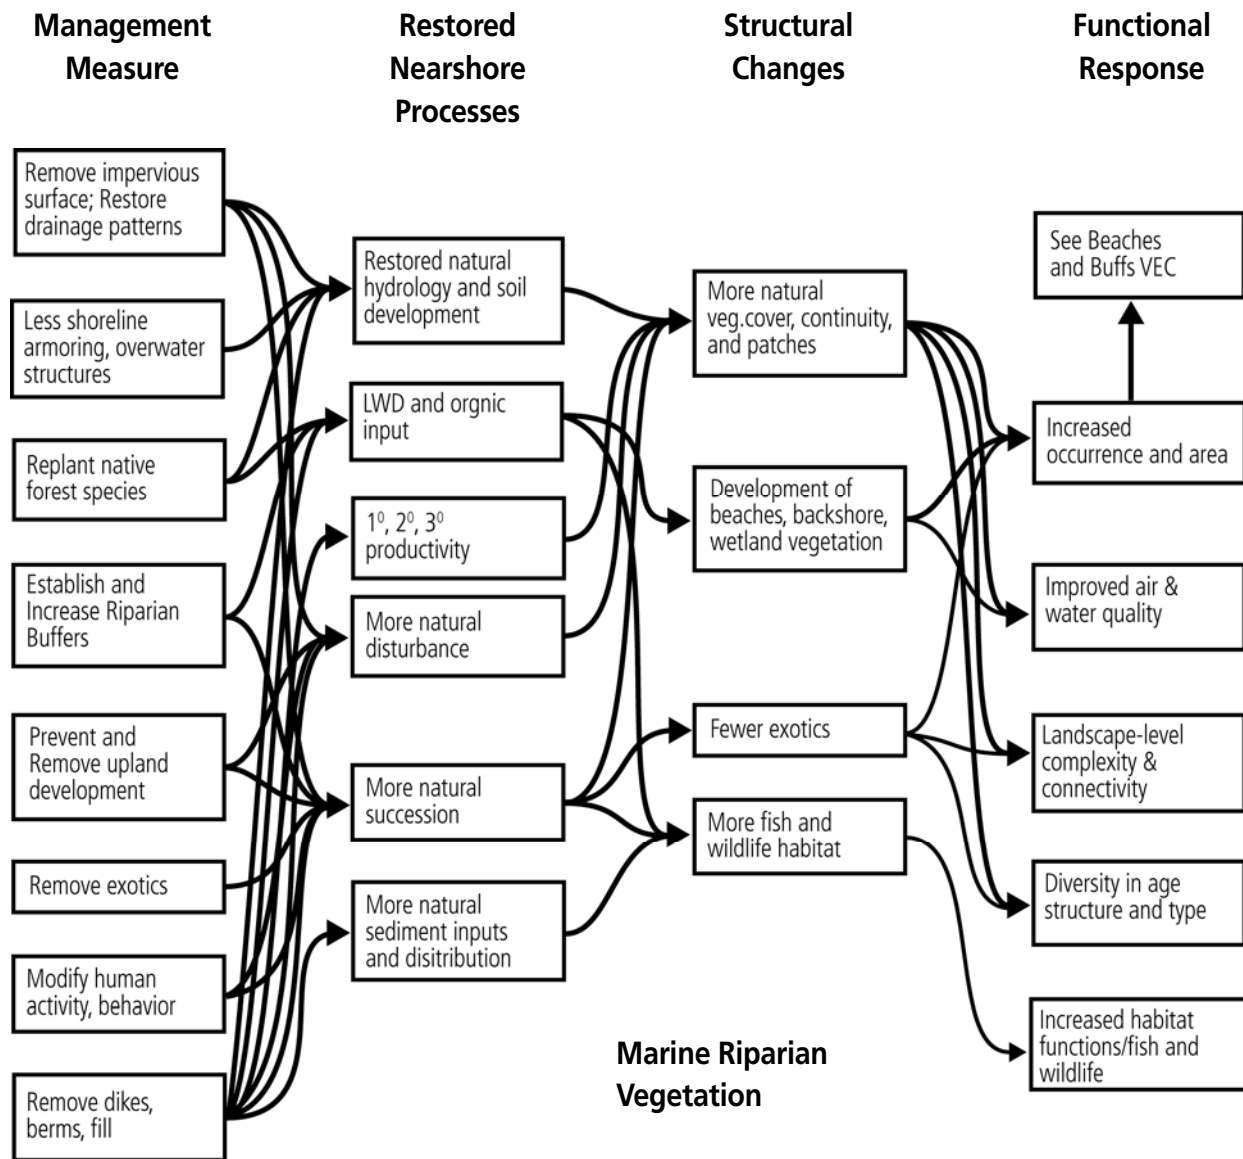 Management
Measure
Restored
Nearshore
Processes
Structural
Changes
Functional
Response
Remove impervious
surface; Restore
drainage patterns
Less shoreline
armoring, overwater
structures
Replant native
forest species
Establish and
Increase Riparian
Buffers
Prevent and
Remove upland
development
Remove exotics
Modify human
activity, behavior
Remove dikes,
berms, fill
Restored natural
hydrology and soil
development
LWD and orgnic
input
1⁰, 2⁰, 3⁰
productivity
More natural
disturbance
More natural
succession
More natural
sediment inputs
and disitribution
More natural
veg.cover, continuity,
and patches
Development of
beaches, backshore,
wetland vegetation
Fewer exotics
More fish and
wildlife habitat
See Beaches
and Buffs VEC
Increased
occurrence and area
Improved air &
water quality
Landscape-level
complexity &
connectivity
Diversity in age
structure and type
Increased habitat
functions/fish and
wildlife
Marine Riparian
Vegetation